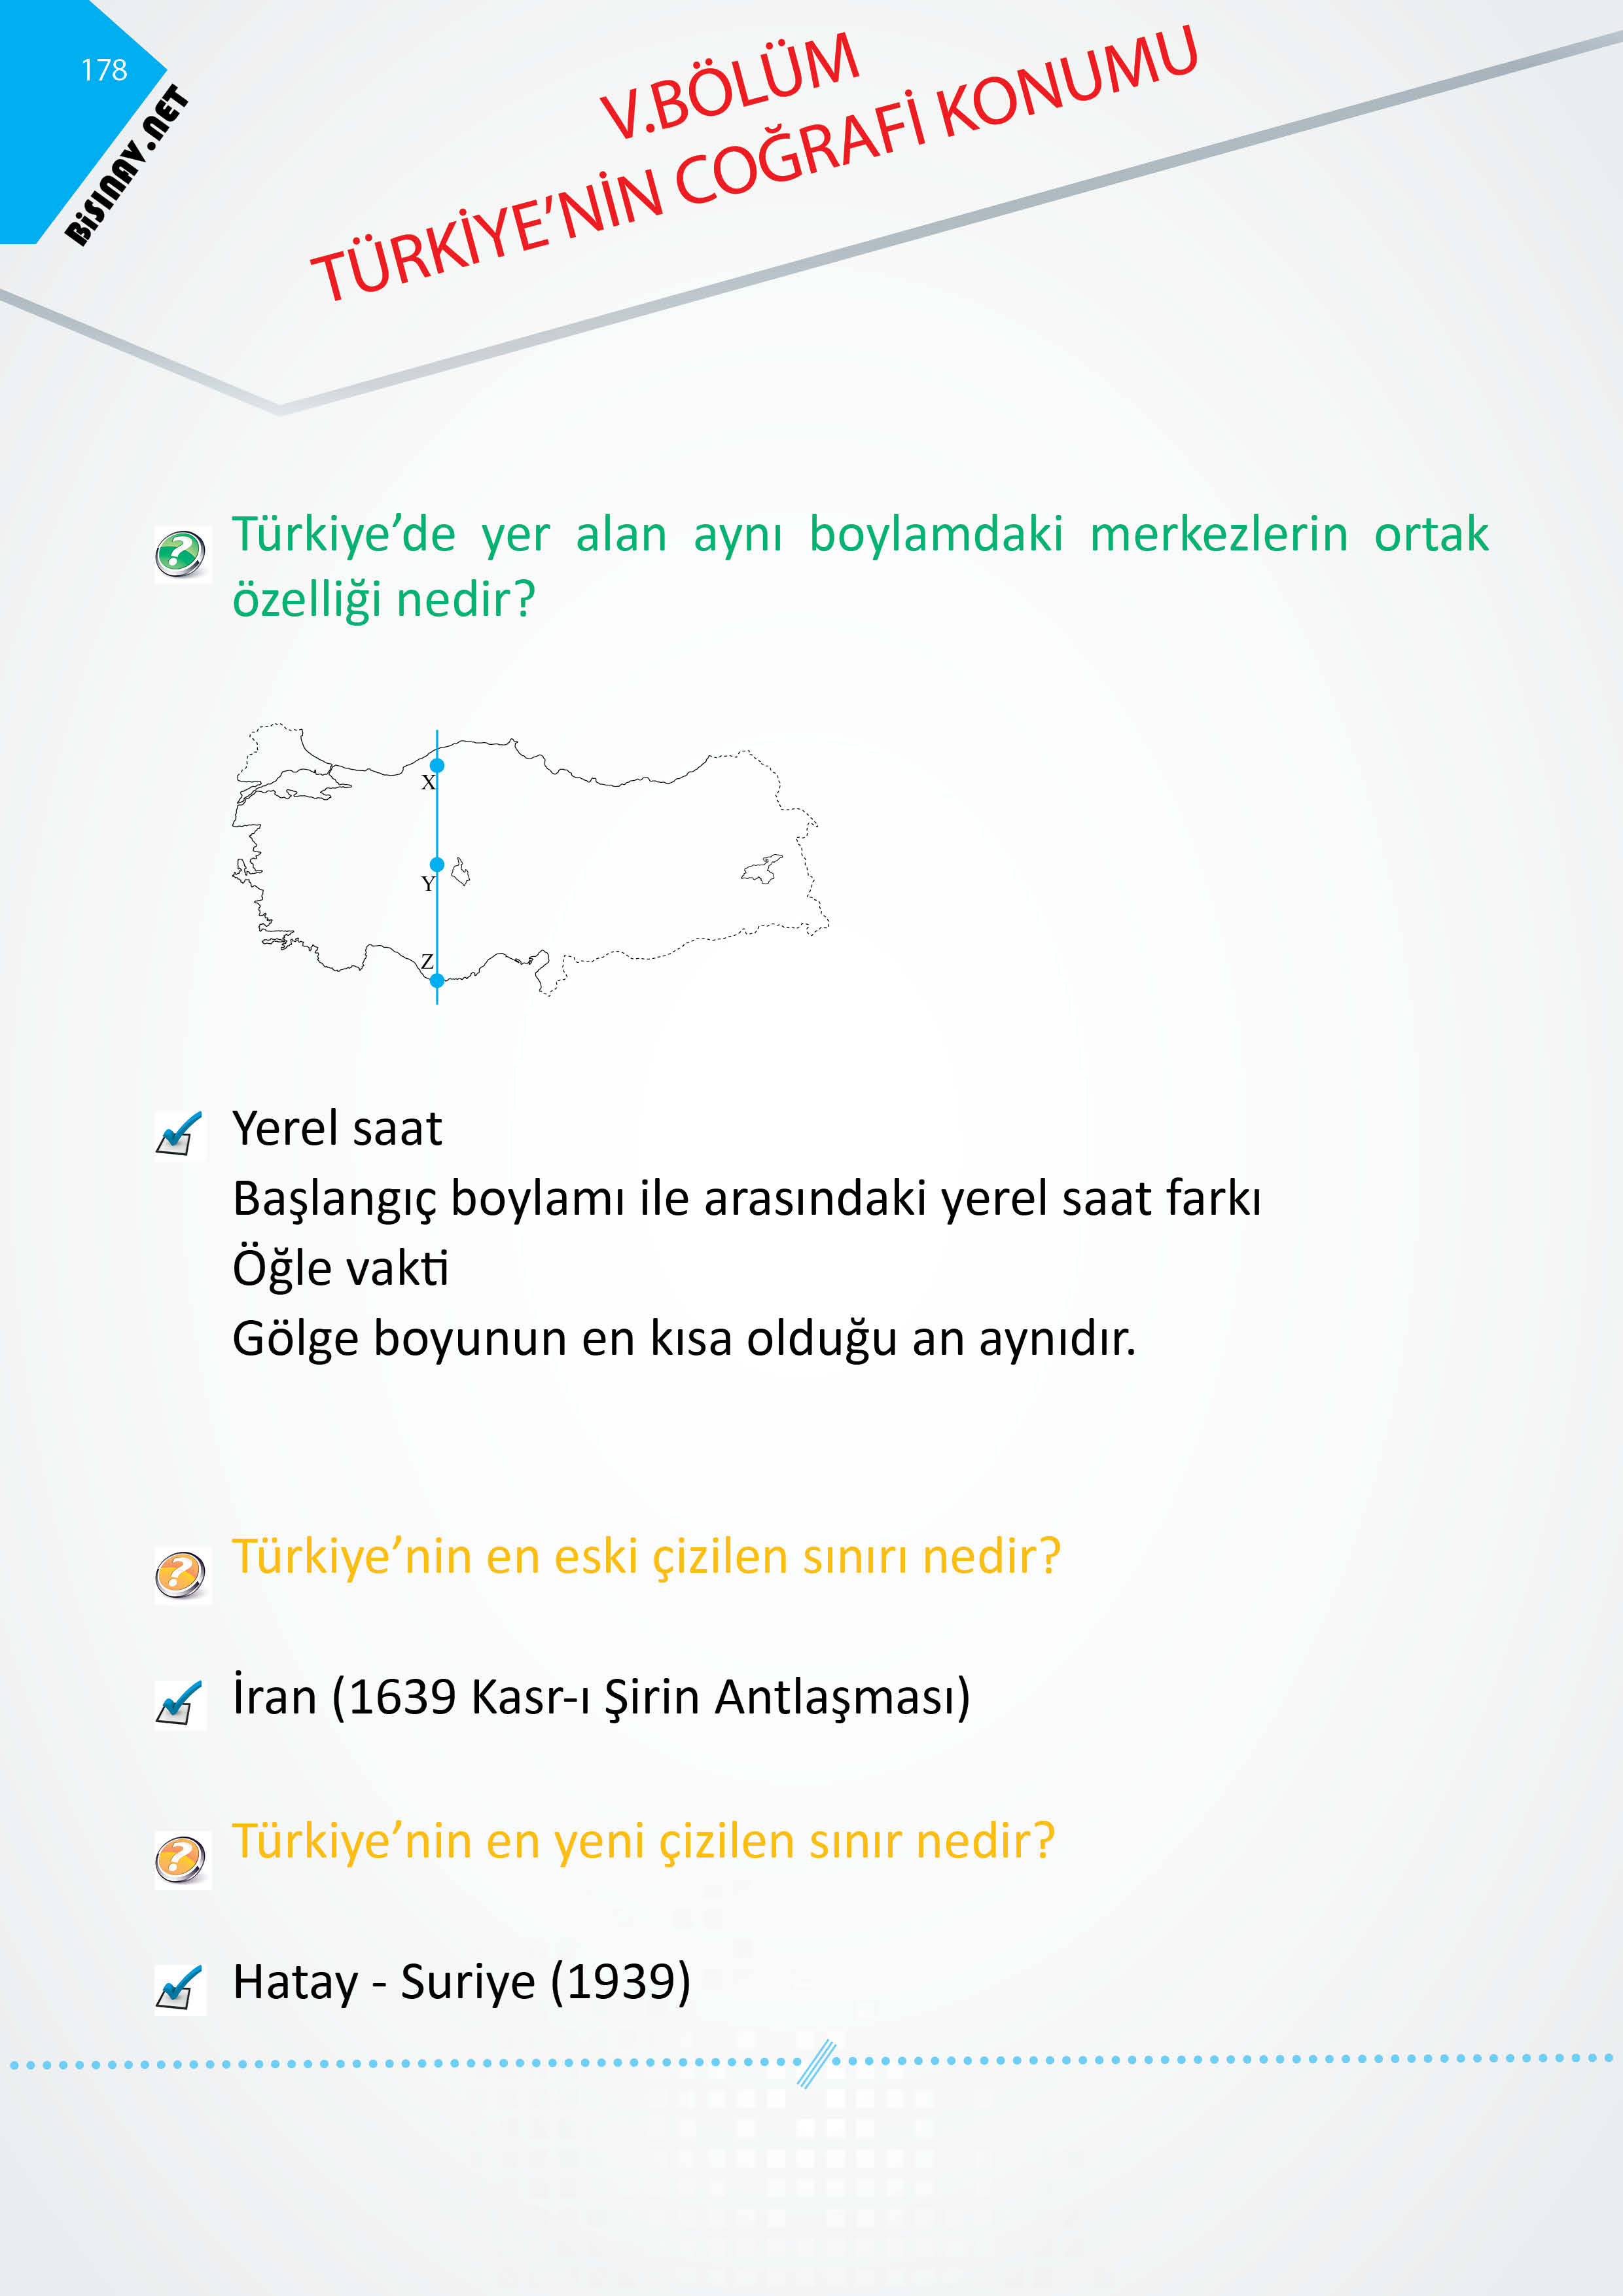 178
BiSINAV.NET
V.BÖLÜM
TÜRKİYE’NİN COĞRAFİ KONUMU
Türkiye’de yer alan aynı boylamdaki merkezlerin ortak
özelliği nedir?
X
Y
Z
Yerel saat
Başlangıç boylamı ile arasındaki yerel saat farkı
Öğle vakti
Gölge boyunun en kısa olduğu an aynıdır.
Türkiye’nin en eski çizilen sınırı nedir?
İran (1639 Kasr-ı Şirin Antlaşması)
Türkiye’nin en yeni çizilen sınır nedir?
Hatay - Suriye (1939)